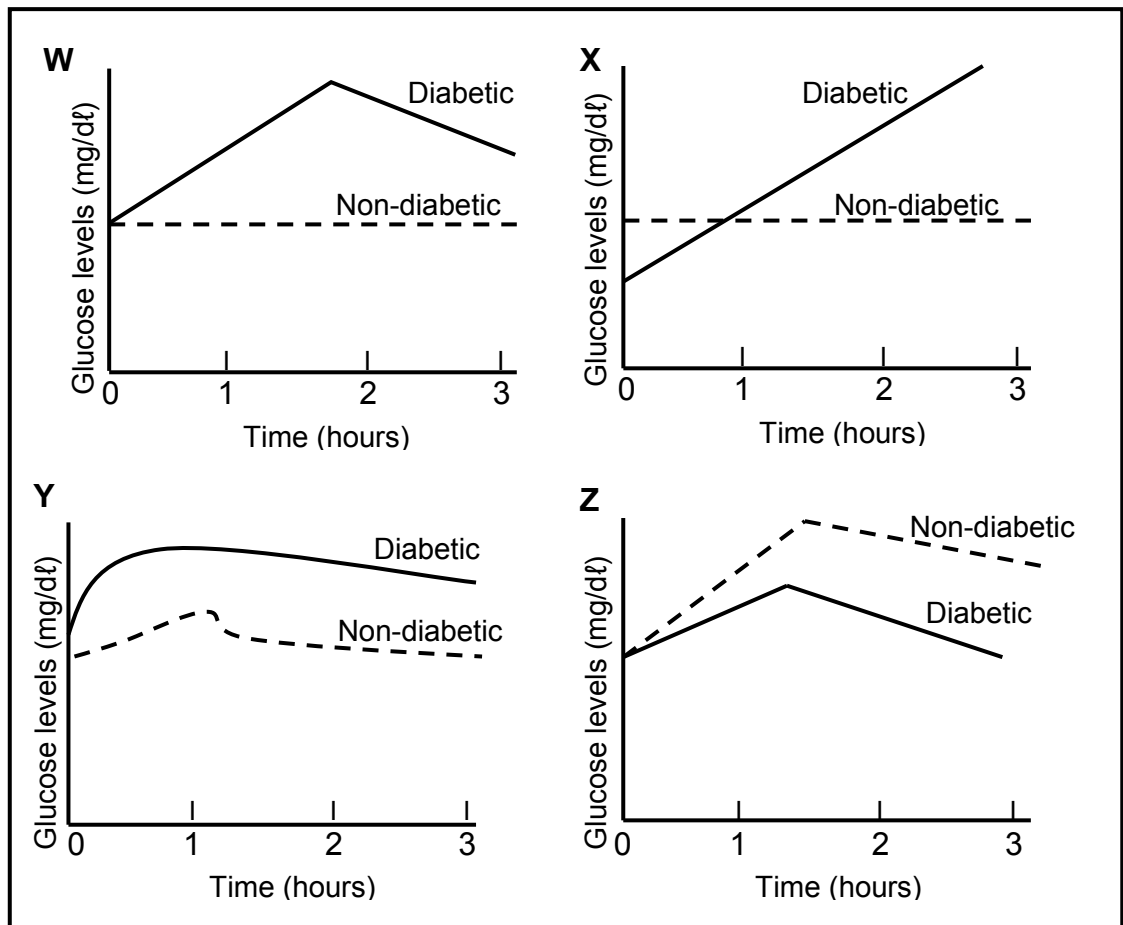 W
Glucose levels (mg/dℓ)
Diabetic
Non-diabetic
0 1 2 3
Time (hours)
X
Glucose levels (mg/dℓ)
Diabetic
Non-diabetic
0 1 2 3
Time (hours)
Y
Glucose levels (mg/dℓ)
Diabetic
Non-diabetic
0 1 2 3
Time (hours)
Z
Glucose levels (mg/dℓ)
Non-diabetic
Diabetic
0 1 2 3
Time (hours)